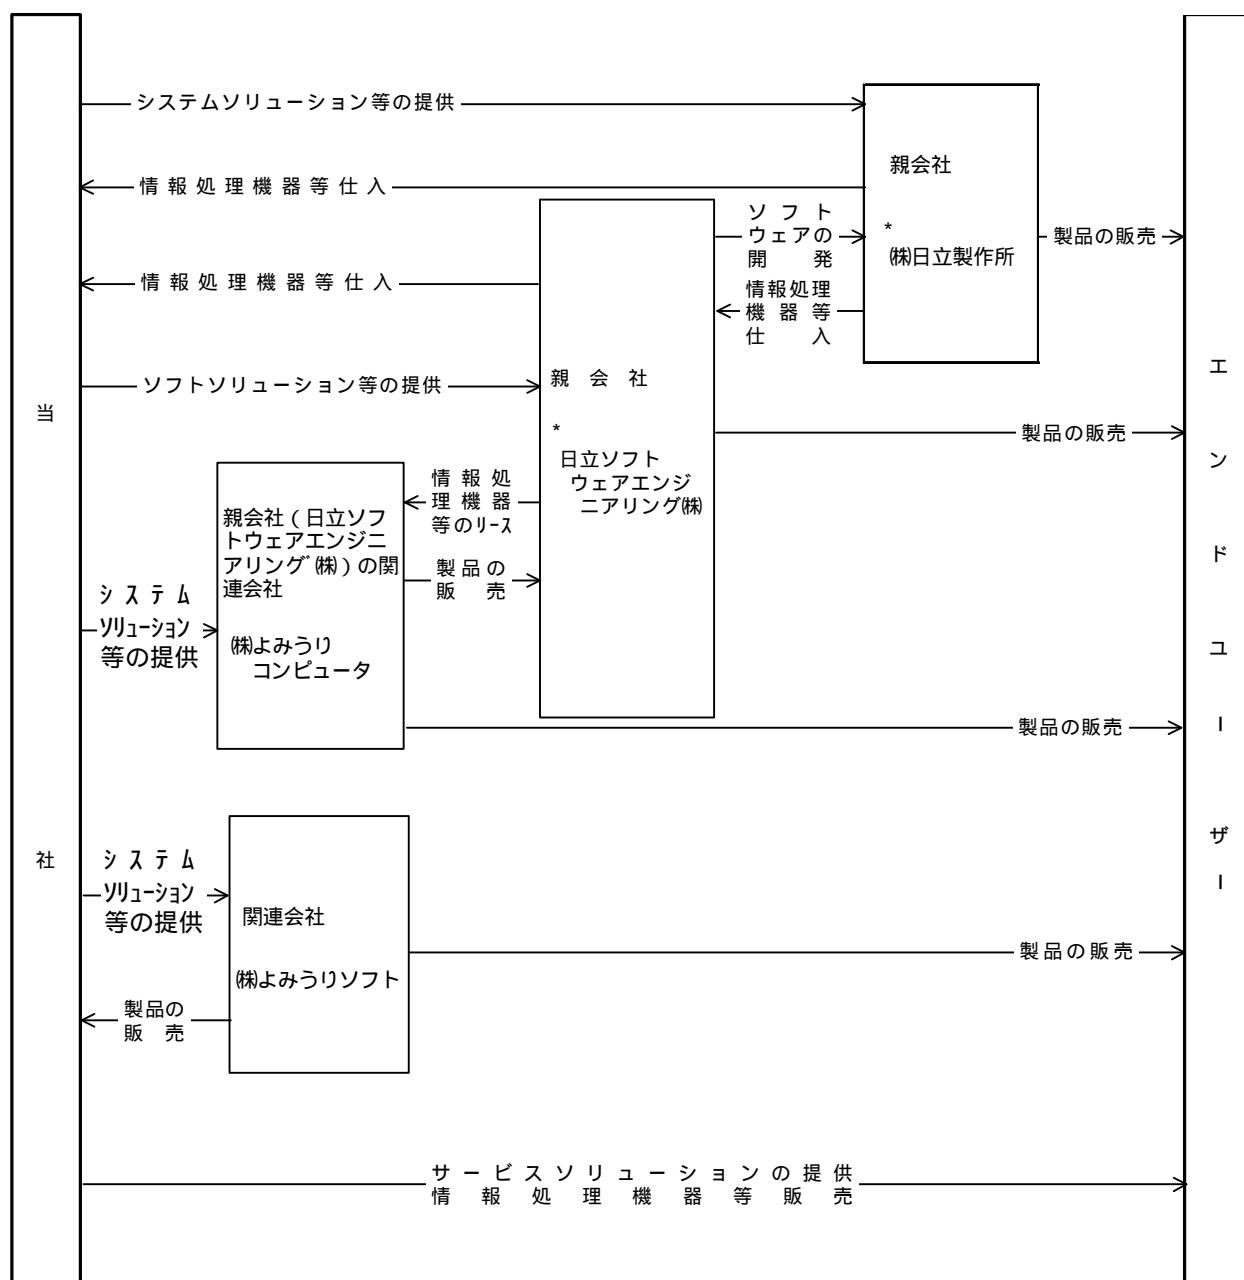 システムソリューション等の提供
親会社
情報処理機器等仕入
*
㈱日立製作所
ソフト
ウェアの
開発
製品の販売
情報処理機器等仕入
情報処理
機器等
仕入
親会社
*
日立ソフト
ウェアエンジ
ニアリング㈱
ソフトソリューション等の提供
製品の販売
情報処
理機器
等のﾘｰｽ
親会社（日立ソフ
トウェアエンジニ
アリング㈱）の関
連会社
㈱よみうり
コンピュータ
製品の
販売
ｼｽﾃﾑ
ｿﾘｭｰｼｮﾝ
等の提供
製品の販売
ｼｽﾃﾑ
ｿﾘｭｰｼｮﾝ
等の提供
関連会社
㈱よみうりソフト
製品の販売
製品の
販売
サービスソリューションの提供
情報処理機器等販売
当
社
エ
ン
ド
ユ
ー
ザ
ー